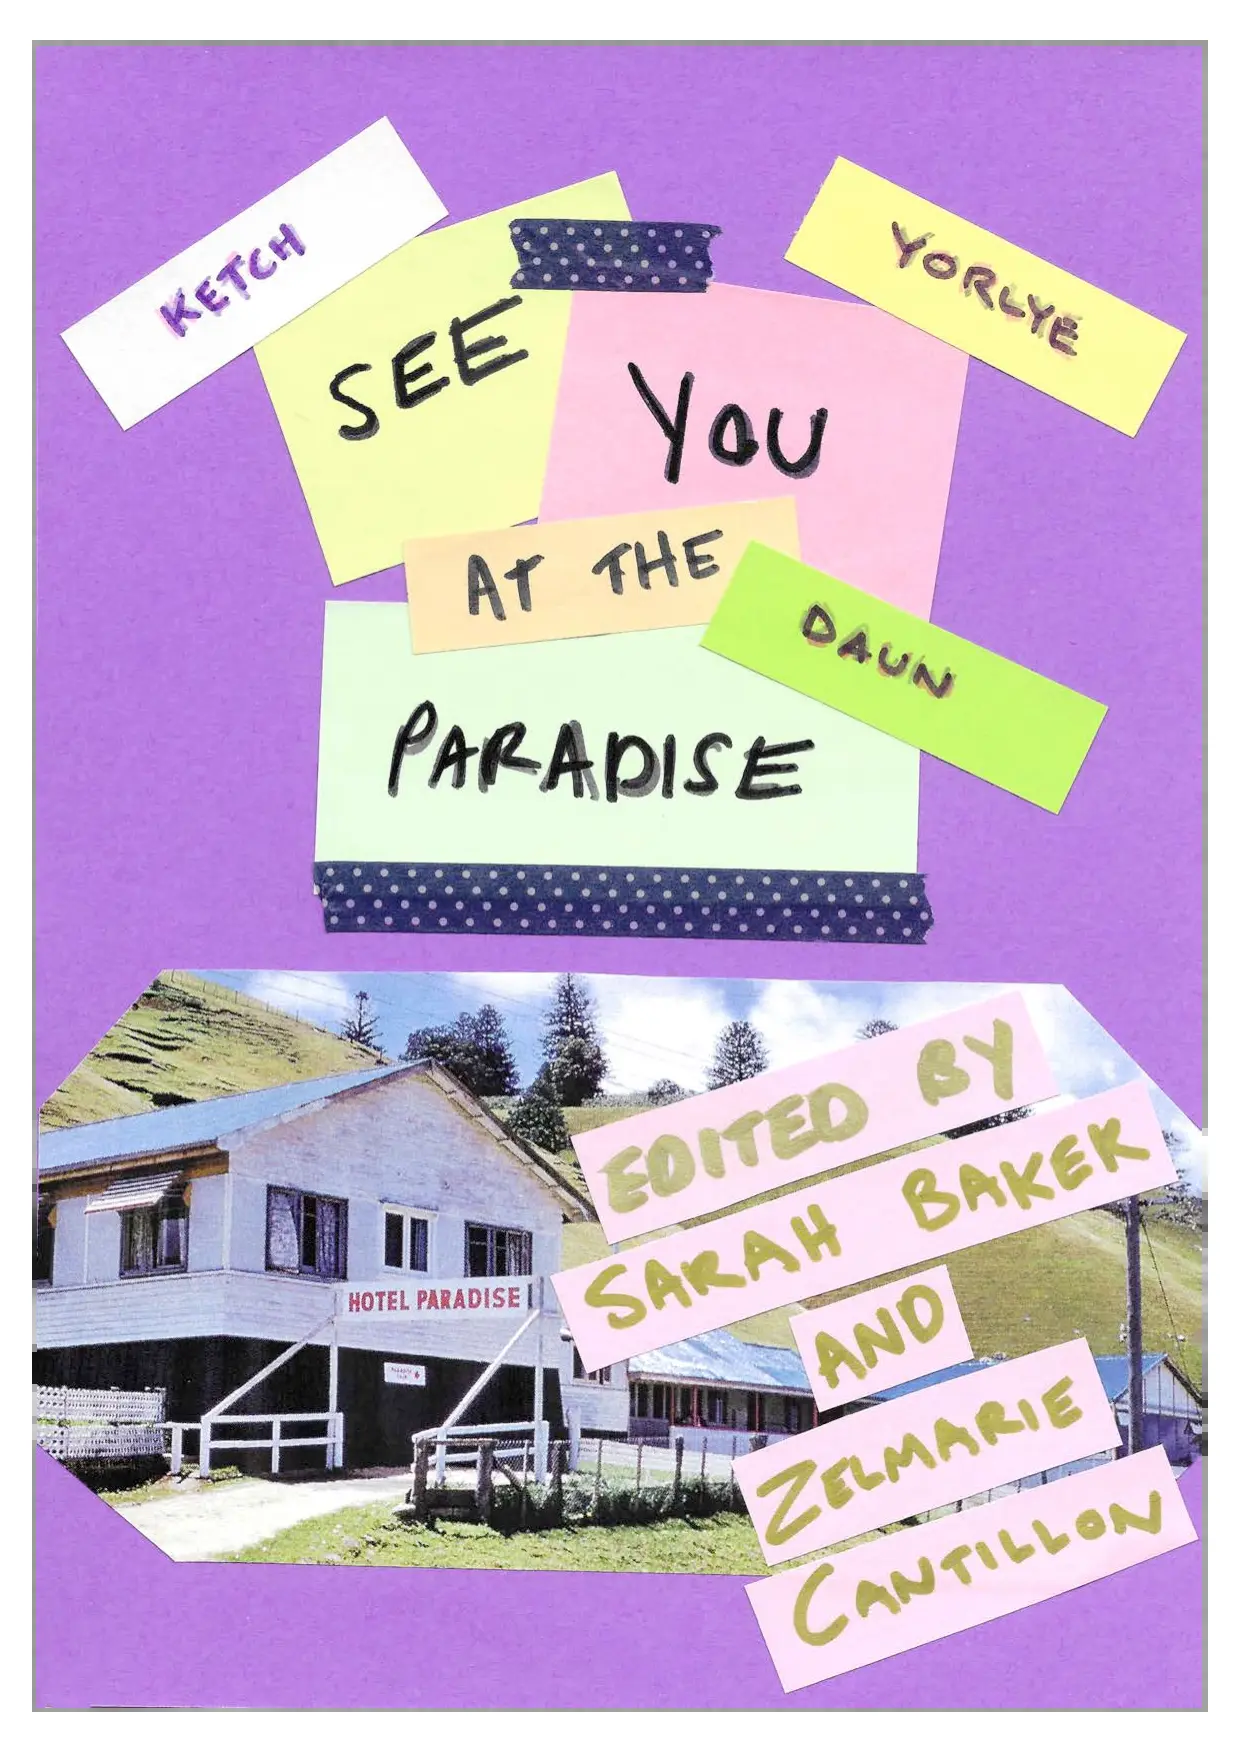 KETCH
YORLYE
SEE
YOU
AT THE
DAUN
PARADISE
EDITED BY
SARAH BAKER
AND
ZELMARIE
CANTILLON
HOTEL PARADISE